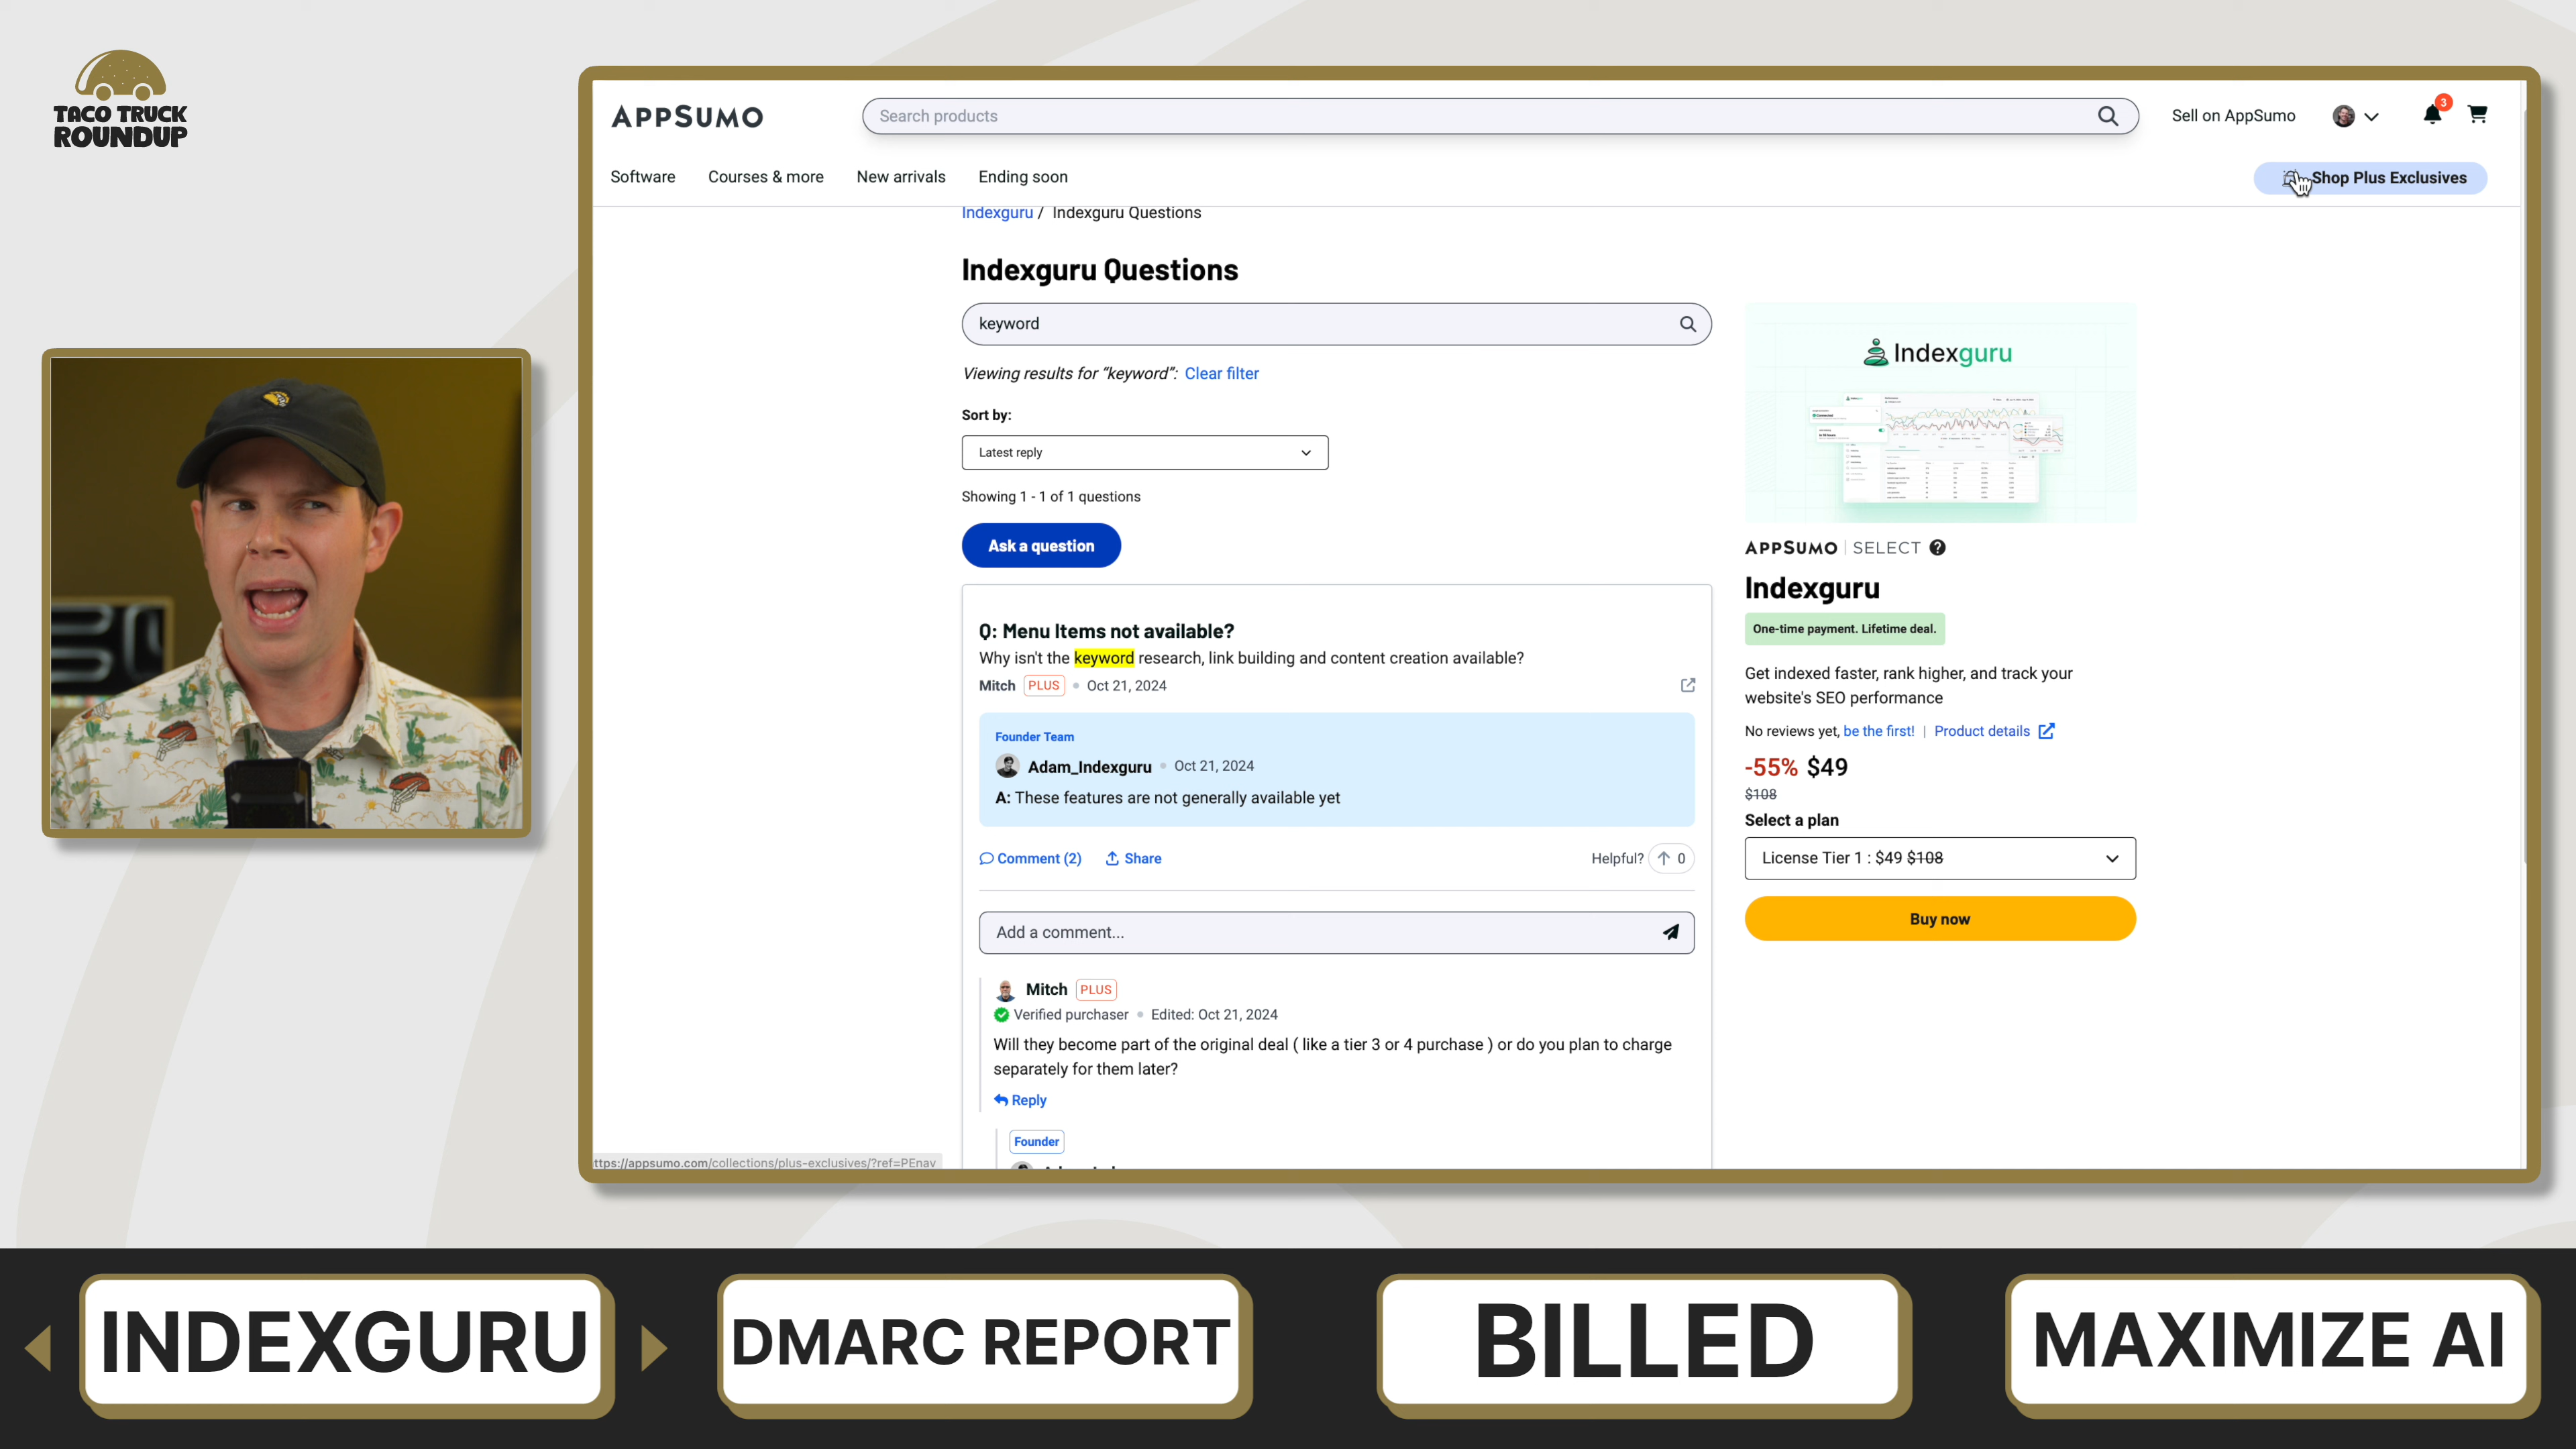 TACO TRUCK
ROUNDUP
APPSUMO
Search products
Sell on AppSumo
3
Software
Courses & more
New arrivals
Ending soon
Shop Plus Exclusives
Indexguru / Indexguru Questions
Indexguru Questions
keyword
Viewing results for “keyword”: Clear filter
Sort by:
Latest reply
Showing 1 - 1 of 1 questions
Ask a question
Q: Menu Items not available?
Why isn't the keyword research, link building and content creation available?
Mitch PLUS • Oct 21, 2024
Founder Team
Adam_Indexguru • Oct 21, 2024
A: These features are not generally available yet
Comment (2)
Share
Helpful?
0
Add a comment...
Mitch PLUS
Verified purchaser • Edited: Oct 21, 2024
Will they become part of the original deal ( like a tier 3 or 4 purchase ) or do you plan to charge
separately for them later?
Reply
Founder
ttps://appsumo.com/collections/plus-exclusives/?ref=PEnav
Indexguru
APPSUMO | SELECT ?
Indexguru
One-time payment. Lifetime deal.
Get indexed faster, rank higher, and track your
website's SEO performance
No reviews yet, be the first! | Product details
-55% $49
$108
Select a plan
License Tier 1 : $49 $108
Buy now
INDEXGURU
DMARC REPORT
BILLED
MAXIMIZE AI